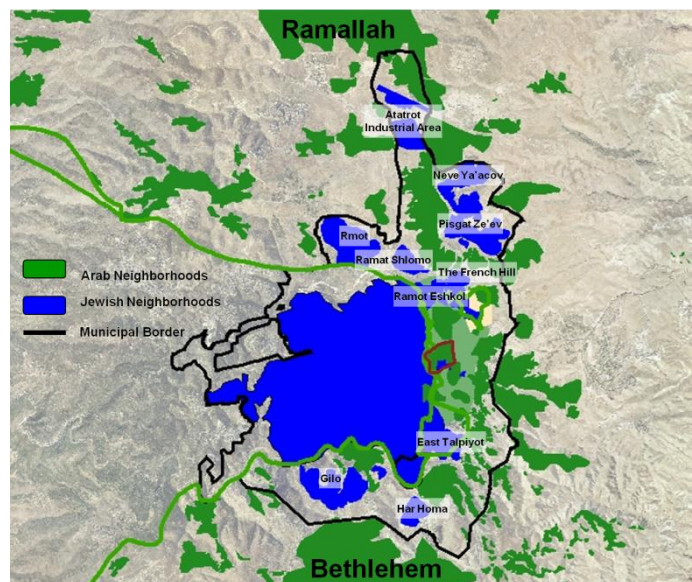 Ramallah
Atatrot
Industrial Area
Neve Ya'acov
Pisgat Ze'ev
Rmot
Ramat Shlomo
The French Hill
Ramot Eshkol
Arab Neighborhoods
Jewish Neighborhoods
Municipal Border
East Talpiyot
Gilo
Har Homa
Bethlehem